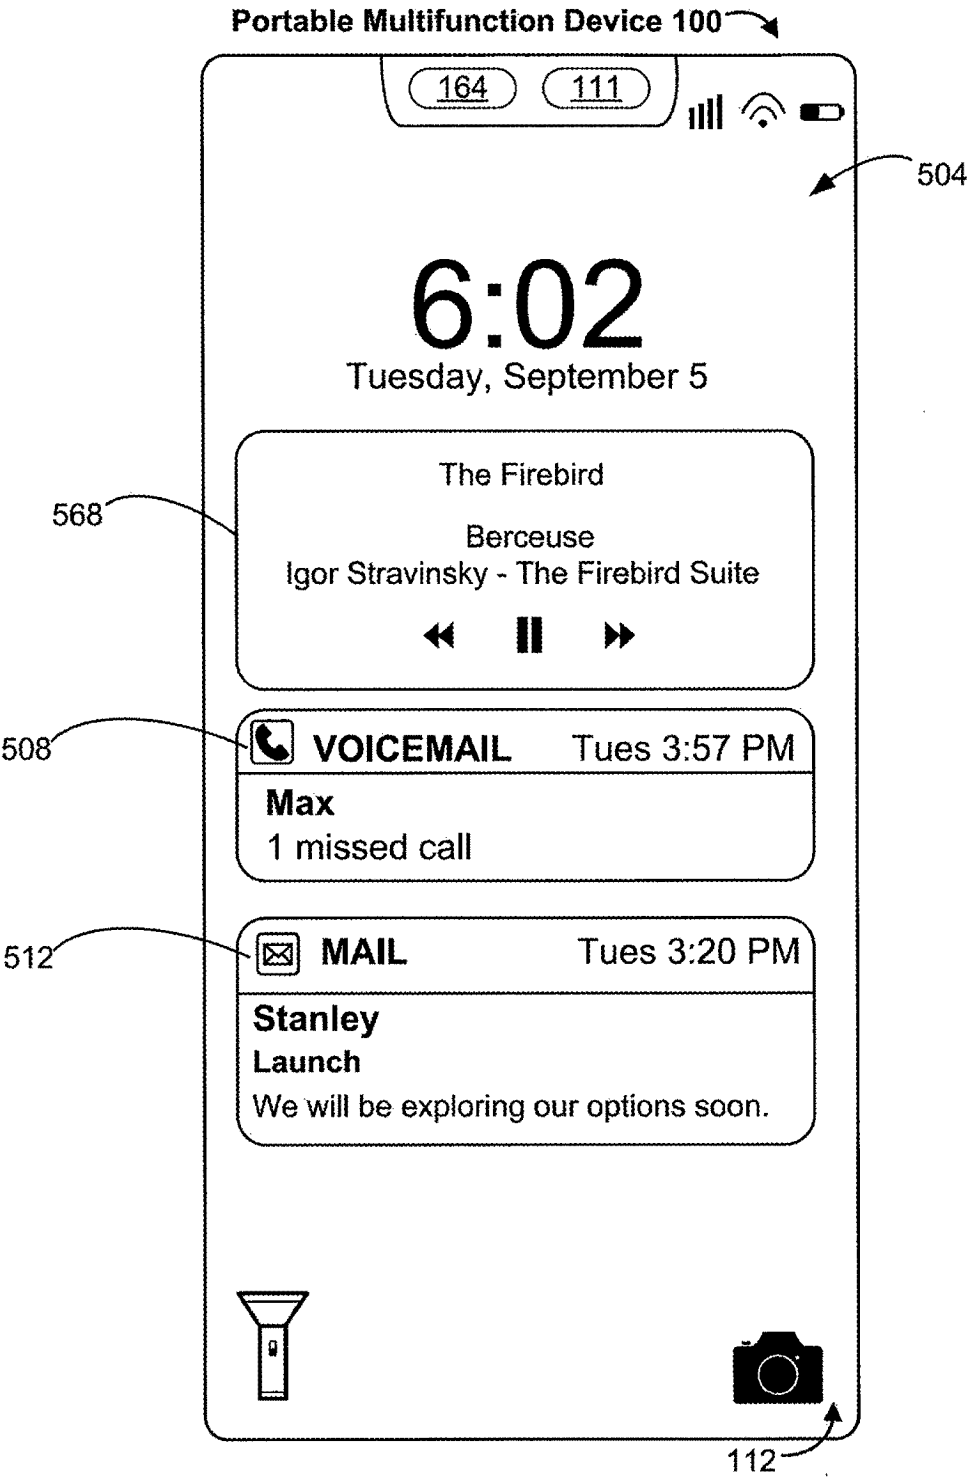 Portable Multifunction Device 100
164 111
504
6:02
Tuesday, September 5
The Firebird
568
Berceuse
Igor Stravinsky - The Firebird Suite
508
VOICEMAIL Tues 3:57 PM
Max
1 missed call
512
MAIL Tues 3:20 PM
Stanley
Launch
We will be exploring our options soon.
112